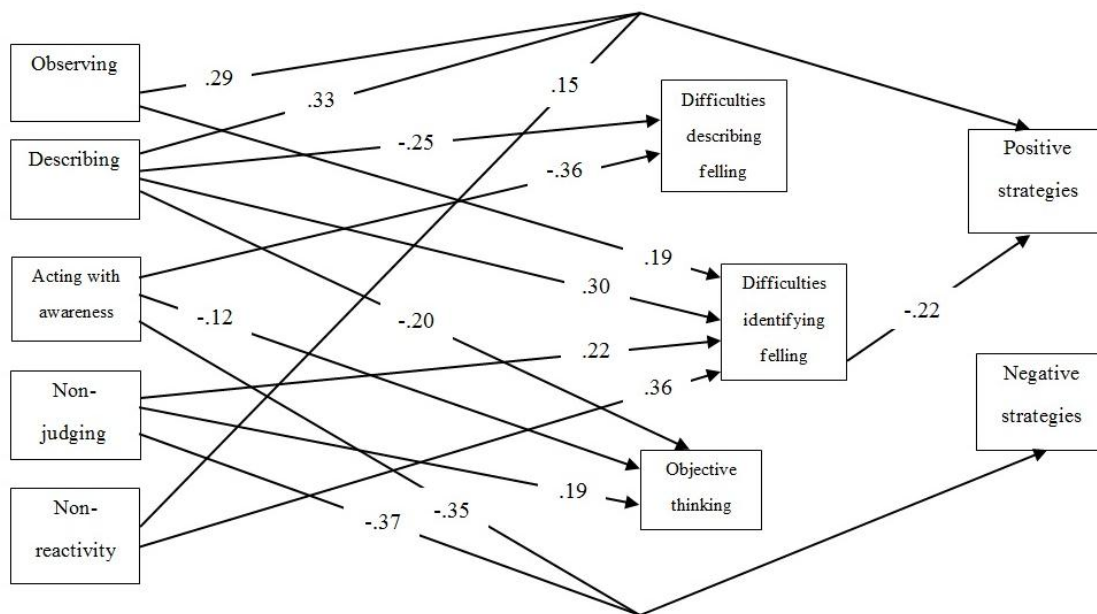 Observing
.29
.33
.15
Difficulties
describing
felling
Describing
-.25
-.36
Positive
strategies
Acting with
awareness
-.12
-.20
.19
.30
Difficulties
identifying
felling
-.22
Non-
judging
.22
.36
Negative
strategies
Non-
reactivity
.19
-.37
-.35
Objective
thinking